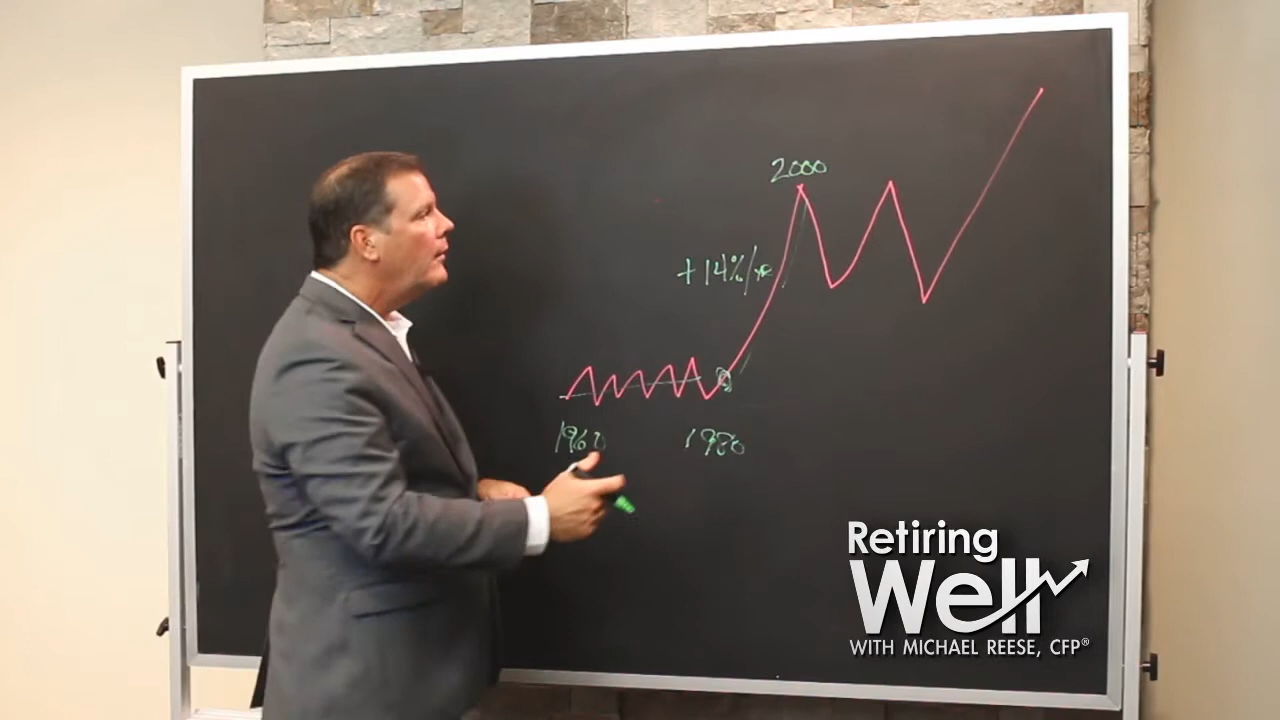 2000
+14%/yr
1960
1980
Retiring
Well
WITH MICHAEL REESE, CFP®